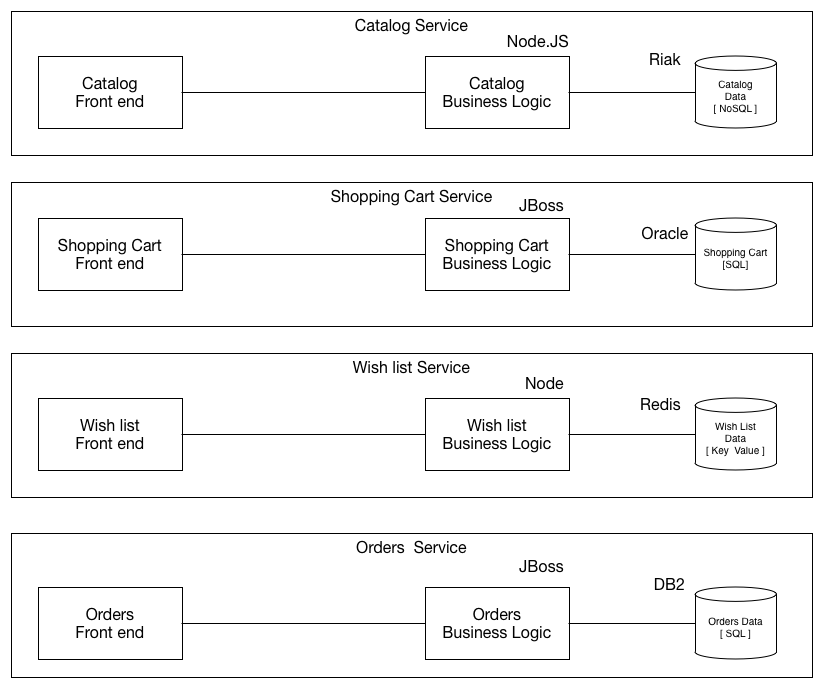 Catalog Service
Node.JS
Riak
Catalog
Front end
Catalog
Business Logic
Catalog
Data
[ NoSQL ]
Shopping Cart Service
JBoss
Oracle
Shopping Cart
Front end
Shopping Cart
Business Logic
Shopping Cart
[SQL]
Wish list Service
Node
Redis
Wish list
Front end
Wish list
Business Logic
Wish List
Data
[ Key  Value ]
Orders  Service
JBoss
DB2
Orders
Front end
Orders
Business Logic
Orders Data
[ SQL ]